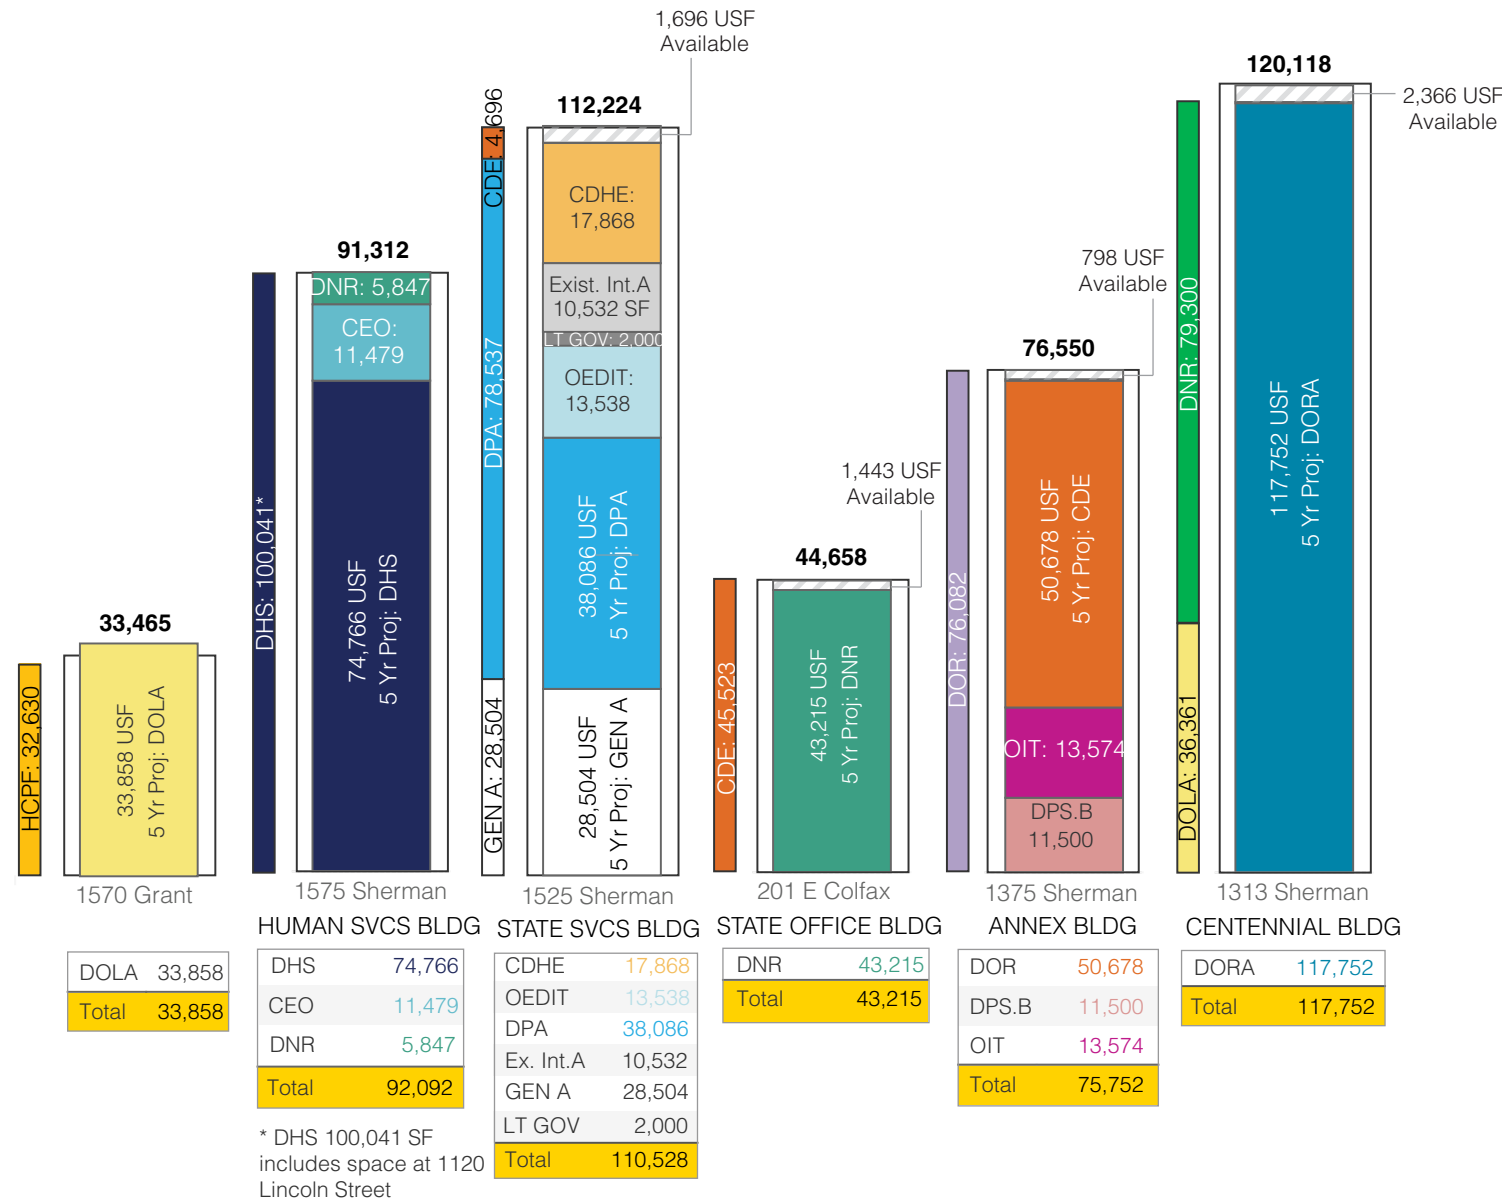 1,696 USF
Available
120,118
2,366 USF
Available
112,224
CDE: 4,696
CDHE:
17,868
91,312
798 USF
Available
DNR: 5,847
Exist. Int.A
10,532 SF
CEO:
11,479
LT GOV: 2,000
76,550
DNR: 79,300
OEDIT:
13,538
DPA: 78,537
117,752 USF
5 Yr Proj: DORA
1,443 USF
Available
DHS: 100,041*
38,086 USF
5 Yr Proj: DPA
50,678 USF
5 Yr Proj: CDE
44,658
74,766 USF
5 Yr Proj: DHS
33,465
DOR: 76,082
HCPF: 32,630
33,858 USF
5 Yr Proj: DOLA
GEN A: 28,504
28,504 USF
5 Yr Proj: GEN A
CDE: 45,523
43,215 USF
5 Yr Proj: DNR
OIT: 13,574
DPS.B
11,500
DOLA: 36,361
1570 Grant
1575 Sherman
1525 Sherman
201 E Colfax
1375 Sherman
1313 Sherman
HUMAN SVCS BLDG
STATE SVCS BLDG
STATE OFFICE BLDG
ANNEX BLDG
CENTENNIAL BLDG
DOLA 33,858
Total 33,858
DHS 74,766
CEO 11,479
DNR 5,847
Total 92,092
* DHS 100,041 SF
includes space at 1120
Lincoln Street
CDHE 17,868
OEDIT 13,538
DPA 38,086
Ex. Int.A 10,532
GEN A 28,504
LT GOV 2,000
Total 110,528
DNR 43,215
Total 43,215
DOR 50,678
DPS.B 11,500
OIT 13,574
Total 75,752
DORA 117,752
Total 117,752